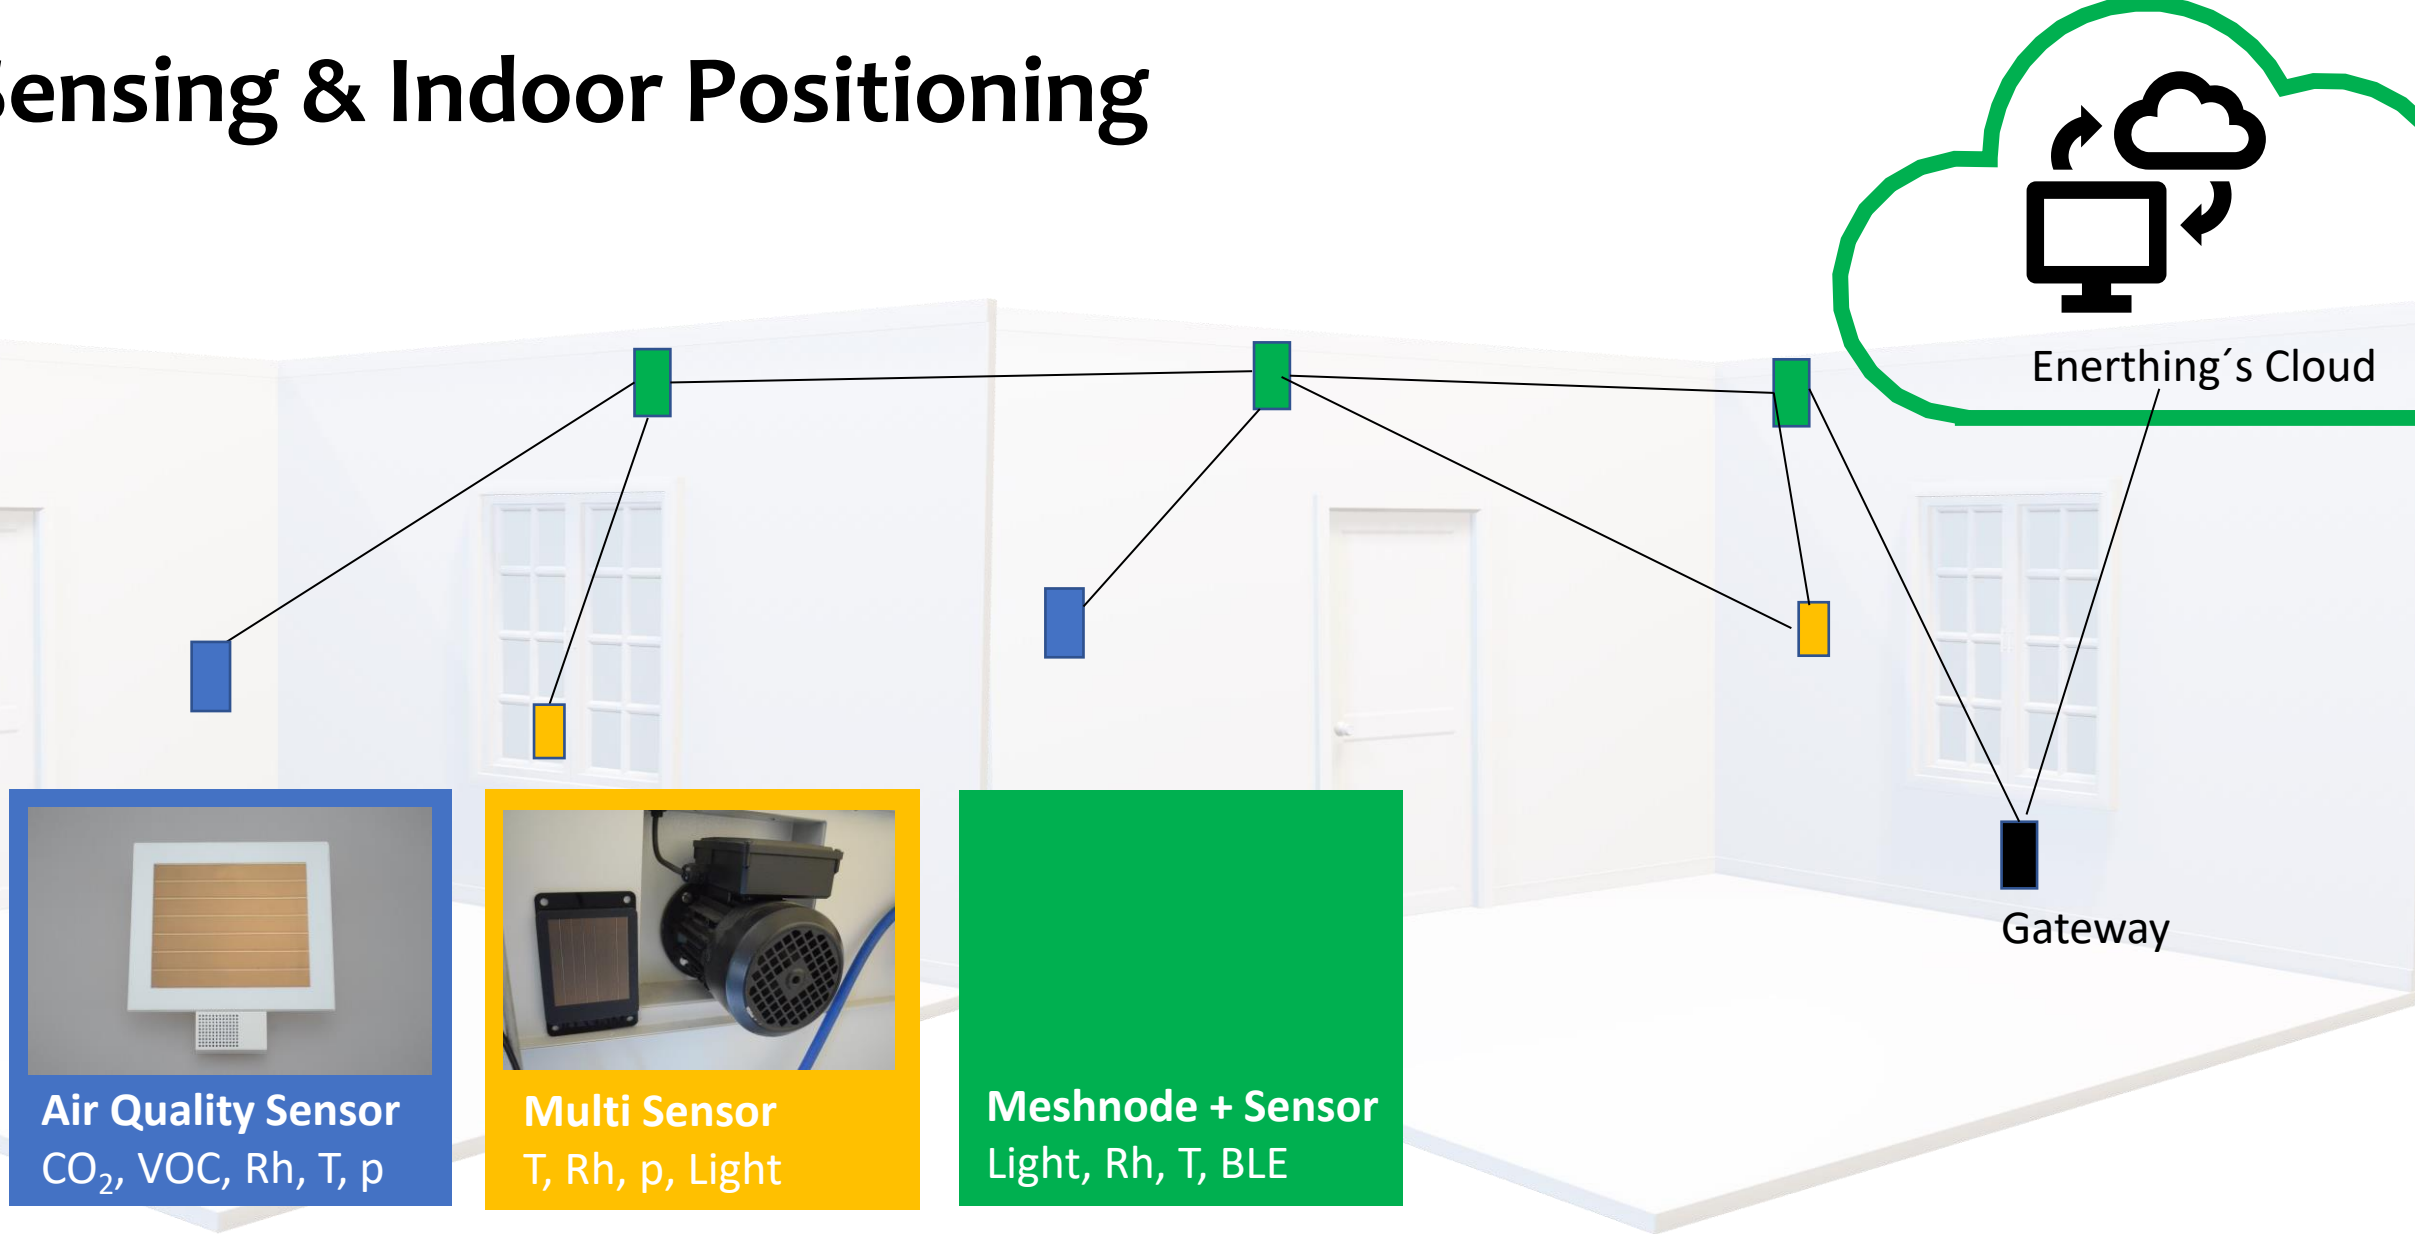 & Indoor Positioning
Enerthing´s Cloud
Gateway
Air Quality Sensor
CO₂, VOC, Rh, T, p
Multi Sensor
T, Rh, p, Light
Meshnode + Sensor
Light, Rh, T, BLE